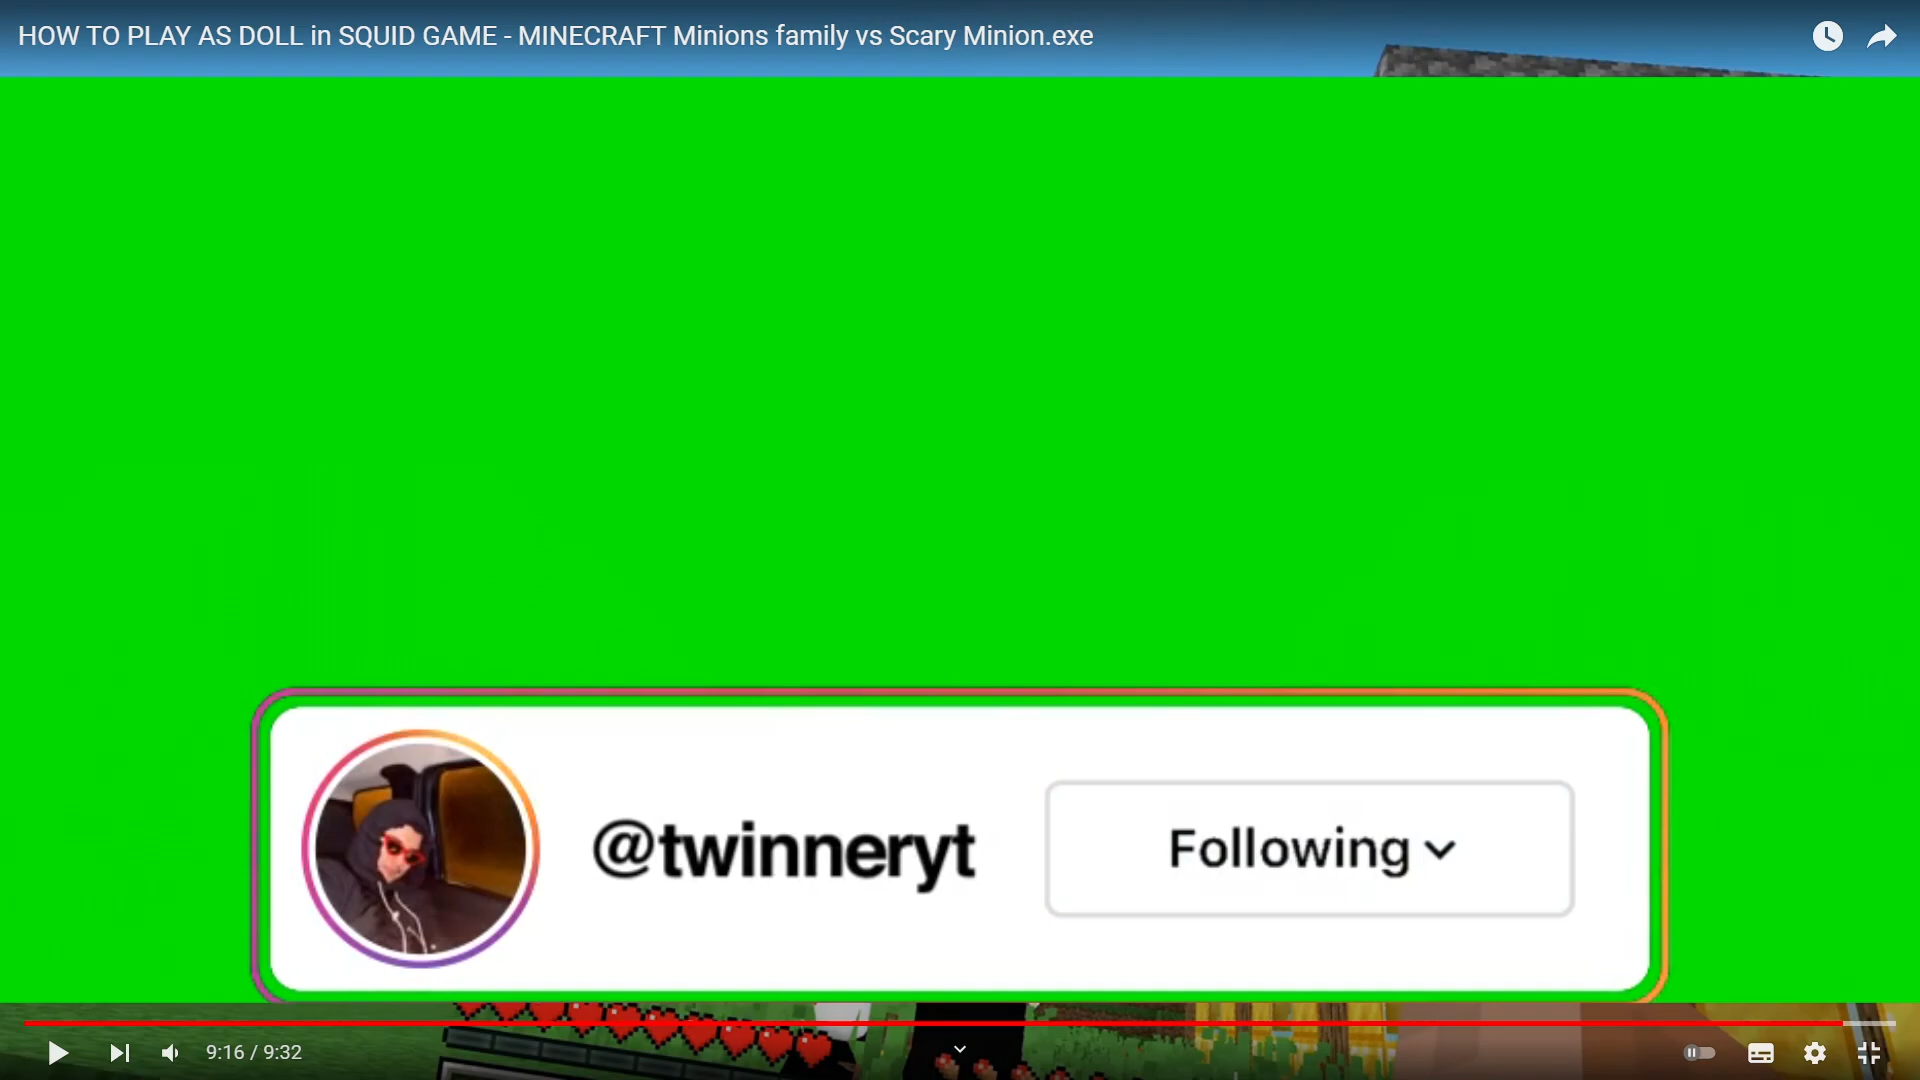 HOW TO PLAY AS DOLL in SQUID GAME - MINECRAFT Minions family vs Scary Minion.exe
@twinneryt
Following
9:16 / 9:32